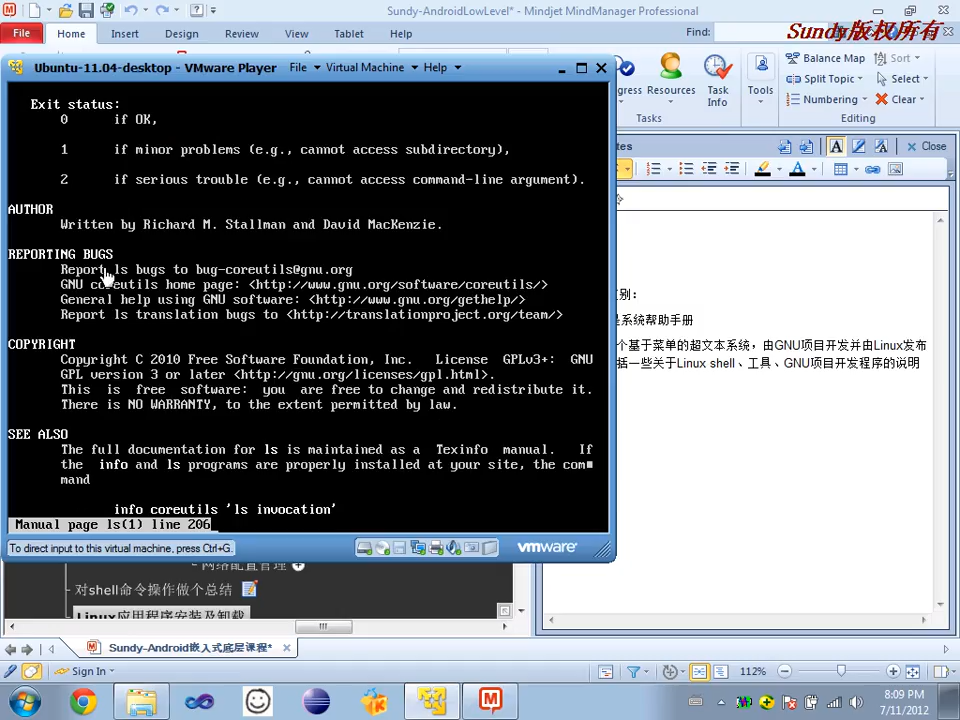 Sundy-AndroidLowLevel* - Mindjet MindManager Professional
File Home Insert Design Review View Tablet Help Find:
Sundy版权所有
Balance Map Sort
Split Topic Select
Numbering Clear
Resources Task Info Tools
Tasks Editing
Close
Ubuntu-11.04-desktop - VMware Player File Virtual Machine Help
Exit status:
0 if OK,
1 if minor problems (e.g., cannot access subdirectory),
2 if serious trouble (e.g., cannot access command-line argument).
AUTHOR
Written by Richard M. Stallman and David MacKenzie.
REPORTING BUGS
Report ls bugs to bug-coreutils@gnu.org
GNU coreutils home page: <http://www.gnu.org/software/coreutils/>
General help using GNU software: <http://www.gnu.org/gethelp/>
Report ls translation bugs to <http://translationproject.org/team/>
COPYRIGHT
Copyright © 2010 Free Software Foundation, Inc. License GPLv3+: GNU
GPL version 3 or later <http://gnu.org/licenses/gpl.html>.
This is free software: you are free to change and redistribute it.
There is NO WARRANTY, to the extent permitted by law.
SEE ALSO
The full documentation for ls is maintained as a Texinfo manual. If
the info and ls programs are properly installed at your site, the com
mand
info coreutils 'ls invocation'
Manual page ls(1) line 206
To direct input to this virtual machine, press Ctrl+G.
vmware
别:
是系统帮助手册
个基于菜单的超文本系统，由GNU项目开发并由Linux发布
括一些关于Linux shell、工具、GNU项目开发程序的说明
网络配置管理
对shell命令操作做个总结
Linux应用程序安装及卸载
Sundy-Android嵌入式底层课程*
Sign In 112%
8:09 PM
7/11/2012